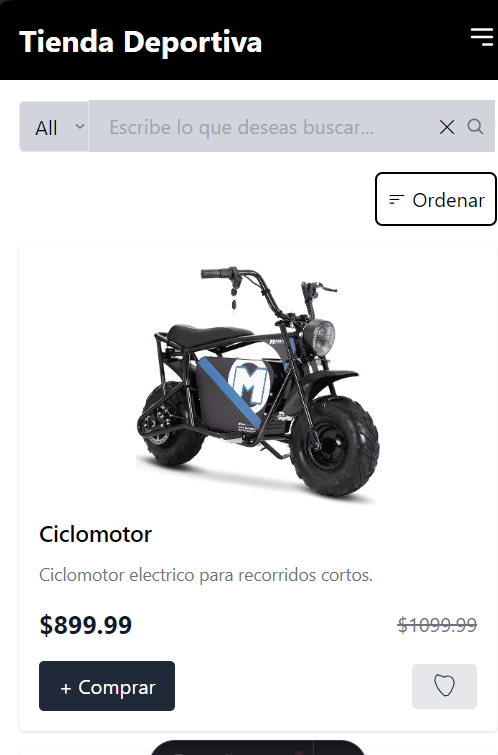 Tienda Deportiva
All Escribe lo que deseas buscar...
Ordenar
M
Ciclomotor
Ciclomotor electrico para recorridos cortos.
$899.99 $1099.99
+ Comprar